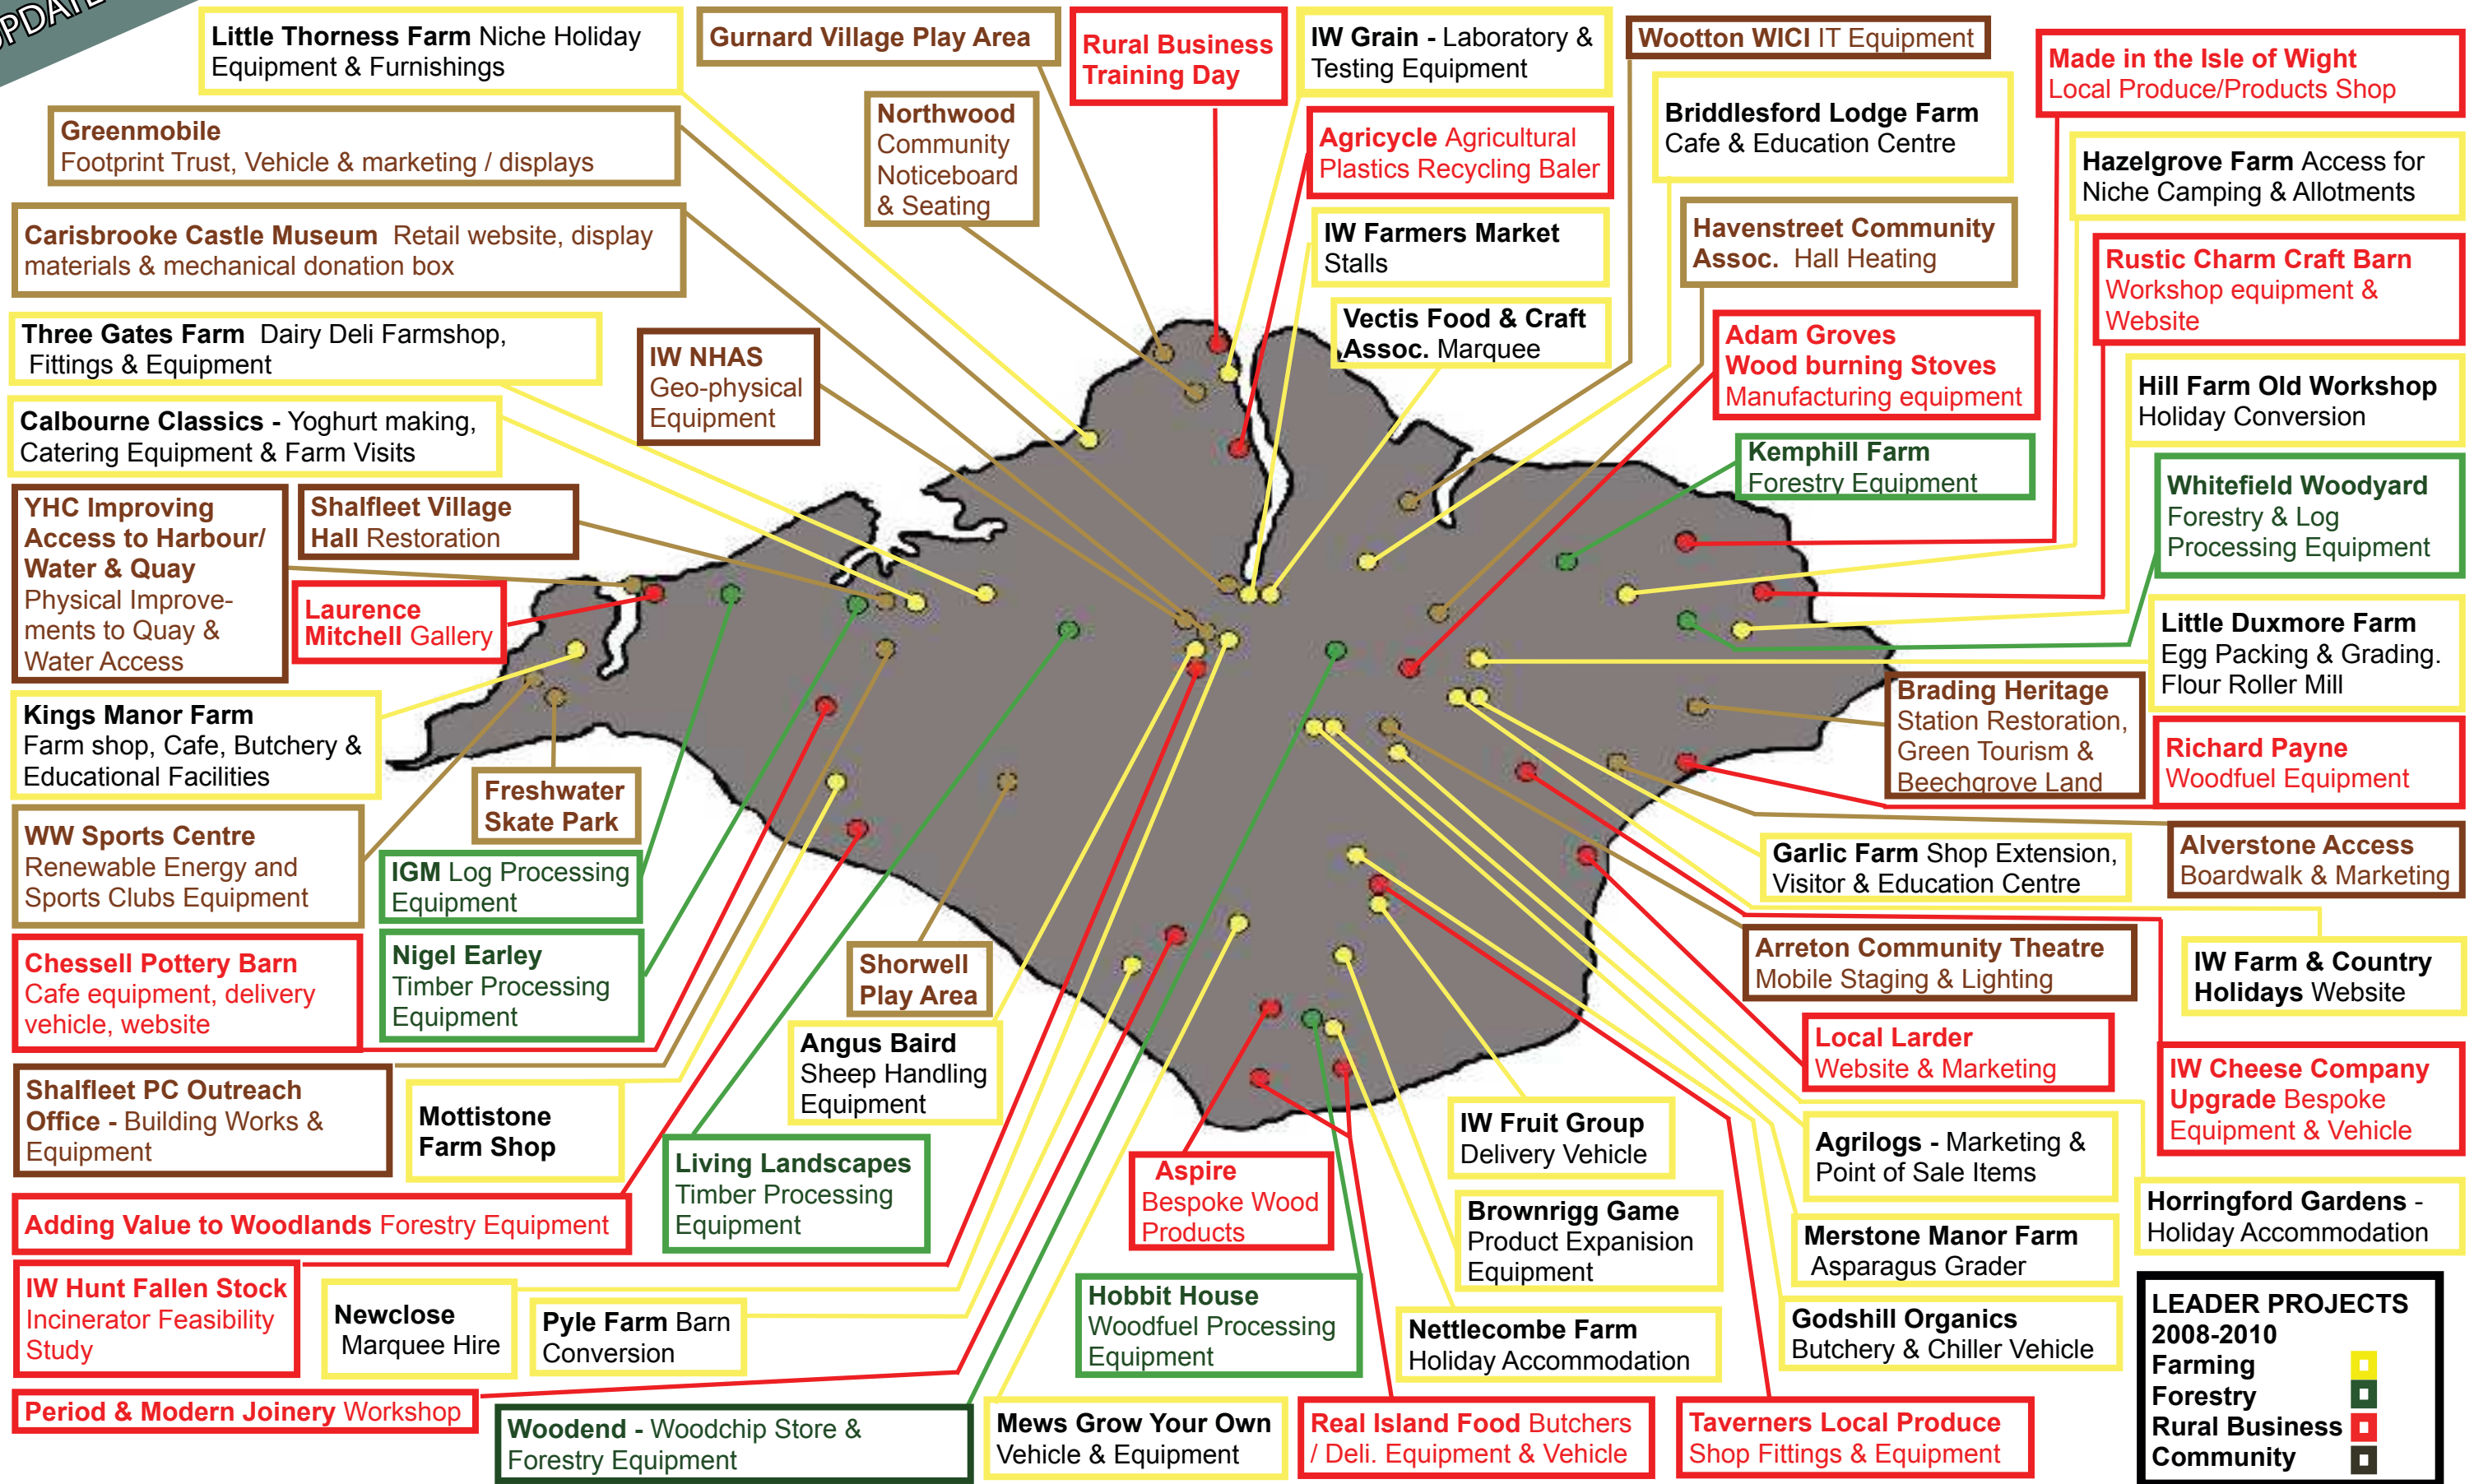 UPDATE
Little Thorness Farm Niche Holiday
Equipment & Furnishings
Gurnard Village Play Area
Rural Business
Training Day
IW Grain - Laboratory &
Testing Equipment
Wootton WICI IT Equipment
Made in the Isle of Wight
Local Produce/Products Shop
Greenmobile
Footprint Trust, Vehicle & marketing / displays
Northwood
Community
Noticeboard
& Seating
Agricycle Agricultural
Plastics Recycling Baler
Briddlesford Lodge Farm
Cafe & Education Centre
Hazelgrove Farm Access for
Niche Camping & Allotments
Carisbrooke Castle Museum Retail website, display
materials & mechanical donation box
IW Farmers Market
Stalls
Havenstreet Community
Assoc. Hall Heating
Rustic Charm Craft Barn
Workshop equipment &
Website
Three Gates Farm Dairy Deli Farmshop,
Fittings & Equipment
IW NHAS
Geo-physical
Equipment
Vectis Food & Craft
Assoc. Marquee
Adam Groves
Wood burning Stoves
Manufacturing equipment
Hill Farm Old Workshop
Holiday Conversion
Calbourne Classics - Yoghurt making,
Catering Equipment & Farm Visits
Kemphill Farm
Forestry Equipment
Whitefield Woodyard
Forestry & Log
Processing Equipment
YHC Improving
Access to Harbour/
Water & Quay
Physical Improve-
ments to Quay &
Water Access
Shalfleet Village
Hall Restoration
Laurence
Mitchell Gallery
Little Duxmore Farm
Egg Packing & Grading.
Flour Roller Mill
Kings Manor Farm
Farm shop, Cafe, Butchery &
Educational Facilities
Brading Heritage
Station Restoration,
Green Tourism &
Beechgrove Land
Richard Payne
Woodfuel Equipment
Freshwater
Skate Park
WW Sports Centre
Renewable Energy and
Sports Clubs Equipment
IGM Log Processing
Equipment
Garlic Farm Shop Extension,
Visitor & Education Centre
Alverstone Access
Boardwalk & Marketing
Chessell Pottery Barn
Cafe equipment, delivery
vehicle, website
Nigel Earley
Timber Processing
Equipment
Shorwell
Play Area
Arreton Community Theatre
Mobile Staging & Lighting
IW Farm & Country
Holidays Website
Angus Baird
Sheep Handling
Equipment
Local Larder
Website & Marketing
IW Cheese Company
Upgrade Bespoke
Equipment & Vehicle
Shalfleet PC Outreach
Office - Building Works &
Equipment
Mottistone
Farm Shop
Living Landscapes
Timber Processing
Equipment
Aspire
Bespoke Wood
Products
IW Fruit Group
Delivery Vehicle
Agrilogs - Marketing &
Point of Sale Items
Horringford Gardens -
Holiday Accommodation
Adding Value to Woodlands Forestry Equipment
Brownrigg Game
Product Expanision
Equipment
Merstone Manor Farm
Asparagus Grader
IW Hunt Fallen Stock
Incinerator Feasibility
Study
Newclose
Marquee Hire
Pyle Farm Barn
Conversion
Hobbit House
Woodfuel Processing
Equipment
Nettlecombe Farm
Holiday Accommodation
Godshill Organics
Butchery & Chiller Vehicle
Period & Modern Joinery Workshop
Woodend - Woodchip Store &
Forestry Equipment
Mews Grow Your Own
Vehicle & Equipment
Real Island Food Butchers
/ Deli. Equipment & Vehicle
Taverners Local Produce
Shop Fittings & Equipment
LEADER PROJECTS
2008-2010
Farming
Forestry
Rural Business
Community